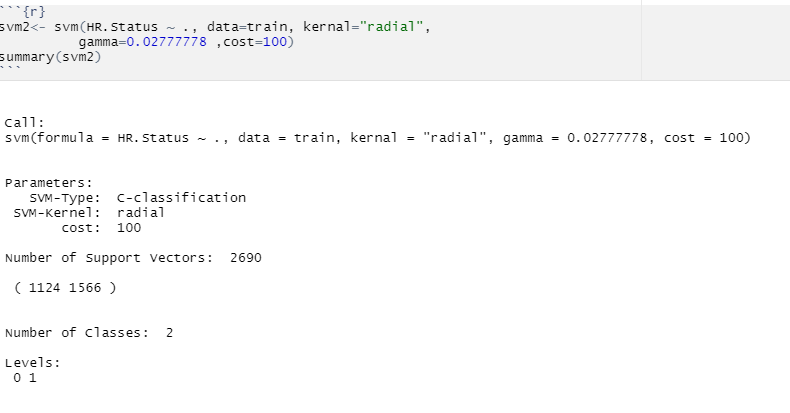 ```{r}
svm2<- svm(HR.Status ~ ., data=train, kernal="radial",
gamma=0.02777778 ,cost=100)
summary(svm2)
```
Call:
svm(formula = HR.Status ~ ., data = train, kernal = "radial", gamma = 0.02777778, cost = 100)
Parameters:
SVM-Type:  C-classification
SVM-Kernel:  radial
cost:  100
Number of Support Vectors:  2690
( 1124 1566 )
Number of Classes:  2
Levels:
0 1